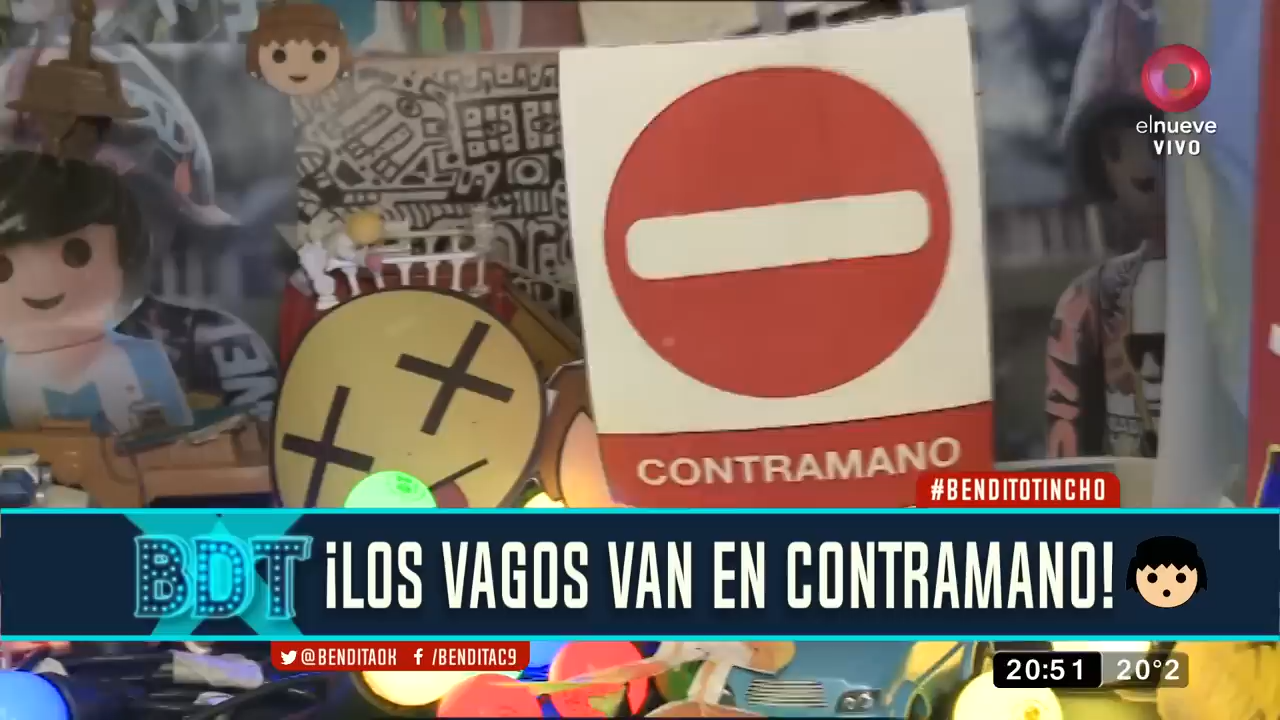 elnueve
VIVO
CONTRAMANO
#BENDITOTINCHO
BDT ¡LOS VAGOS VAN EN CONTRAMANO!
@BENDITAOK f /BENDITAC9
20:51 20°2